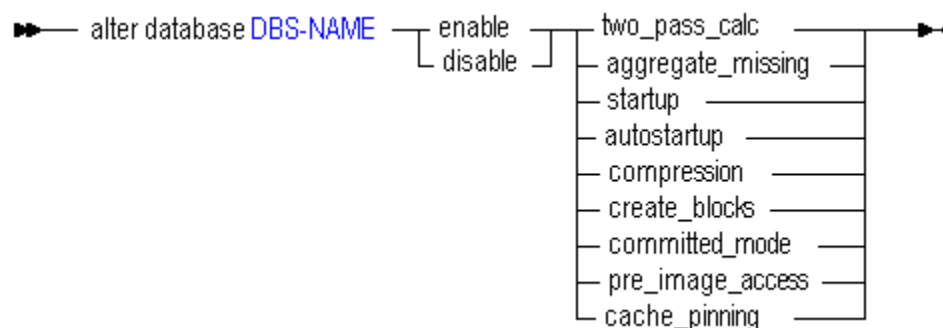 alter database DBS-NAME enable two_pass_calc
disable aggregate_missing
startup
autostartup
compression
create_blocks
committed_mode
pre_image_access
cache_pinning